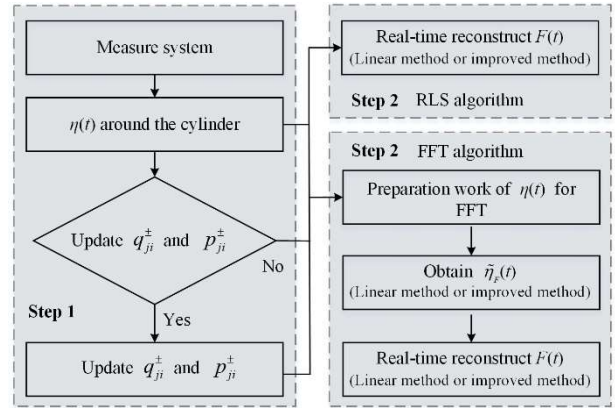 Measure system
η(t) around the cylinder
Update q±ji and p±ji
No
Step 1
Yes
Update q±ji and p±ji
Real-time reconstruct F(t)
(Linear method or improved method)
Step 2 RLS algorithm
Step 2 FFT algorithm
Preparation work of η(t) for
FFT
Obtain η̃F(t)
(Linear method or improved method)
Real-time reconstruct F(t)
(Linear method or improved method)